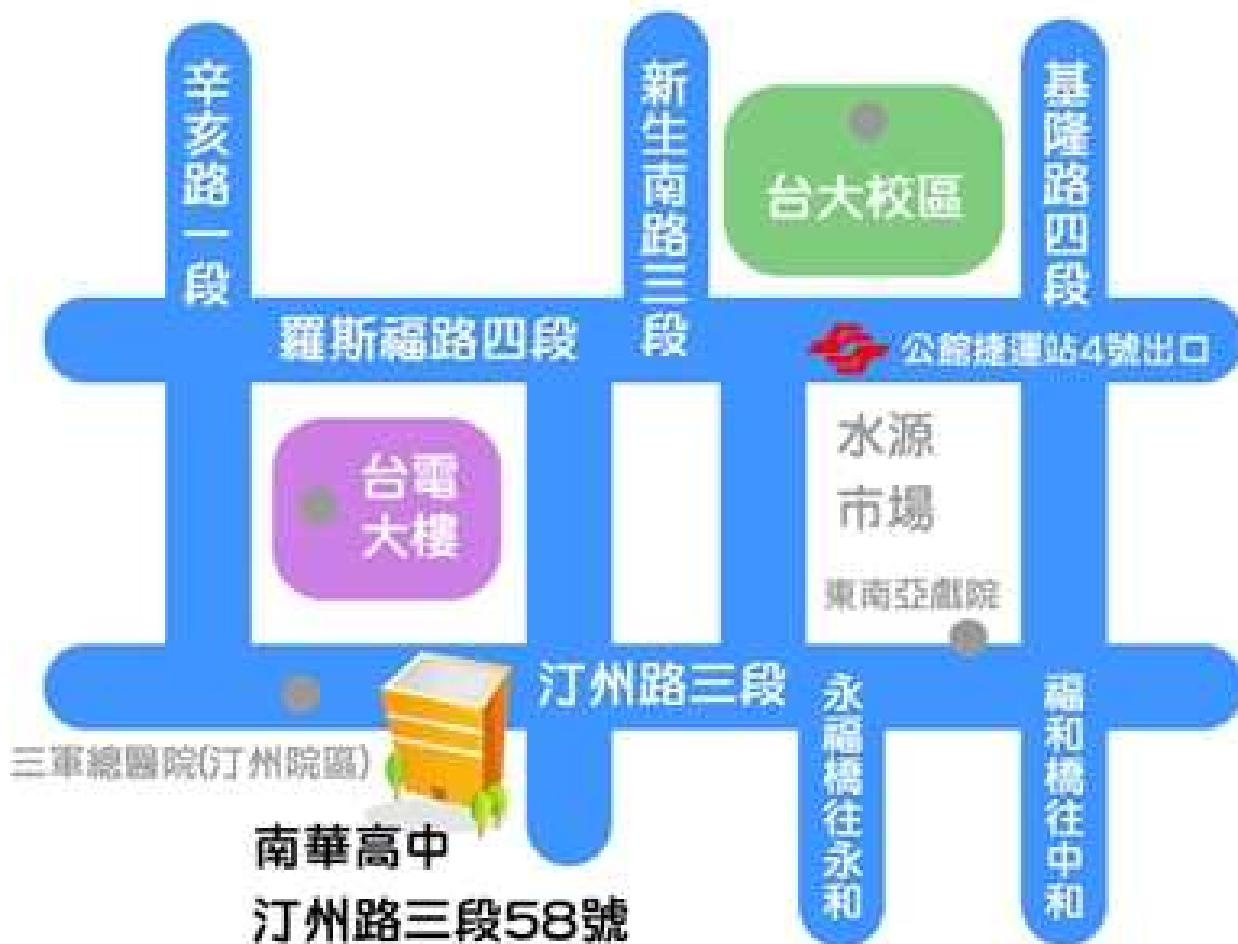 辛亥路一段
新生南路三段
基隆路四段
台大校區
羅斯福路四段
公館捷運站4號出口
台電
大樓
水源
市場
東南亞戲院
汀州路三段
三軍總醫院(汀州院區)
永福橋往永和
福和橋往中和
南華高中
汀州路三段58號